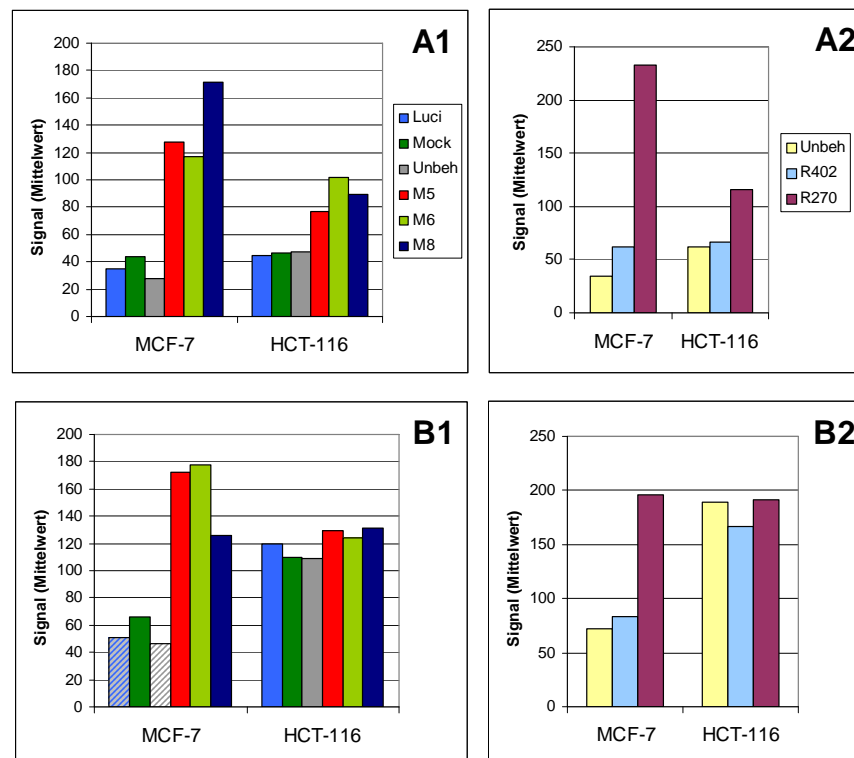 A1
Signal (Mittelwert)
200
180
160
140
120
100
80
60
40
20
0
MCF-7 HCT-116
Luci
Mock
Unbeh
M5
M6
M8
A2
Signal (Mittelwert)
250
200
150
100
50
0
MCF-7 HCT-116
Unbeh
R402
R270
B1
Signal (Mittelwert)
200
180
160
140
120
100
80
60
40
20
0
MCF-7 HCT-116
B2
Signal (Mittelwert)
250
200
150
100
50
0
MCF-7 HCT-116